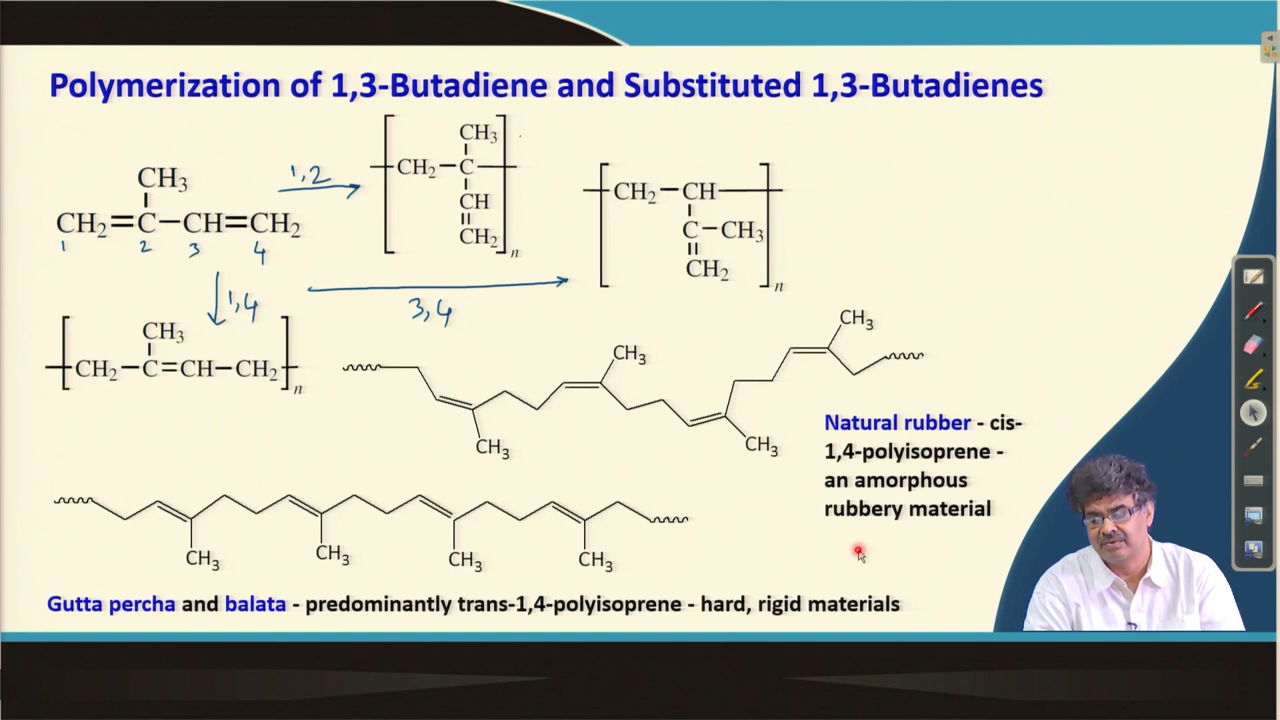 Polymerization of 1,3-Butadiene and Substituted 1,3-Butadienes
CH3
CH2=C-CH=CH2
1 2 3 4
1,2
CH3
CH2-C
CH
CH2
n
CH2-CH
C-CH3
CH2
n
1,4
3,4
CH3
CH2-C=CH-CH2
n
CH3
CH3
CH3
CH3
Natural rubber - cis-
1,4-polyisoprene -
an amorphous
rubbery material
CH3
CH3
CH3
CH3
Gutta percha and balata - predominantly trans-1,4-polyisoprene - hard, rigid materials